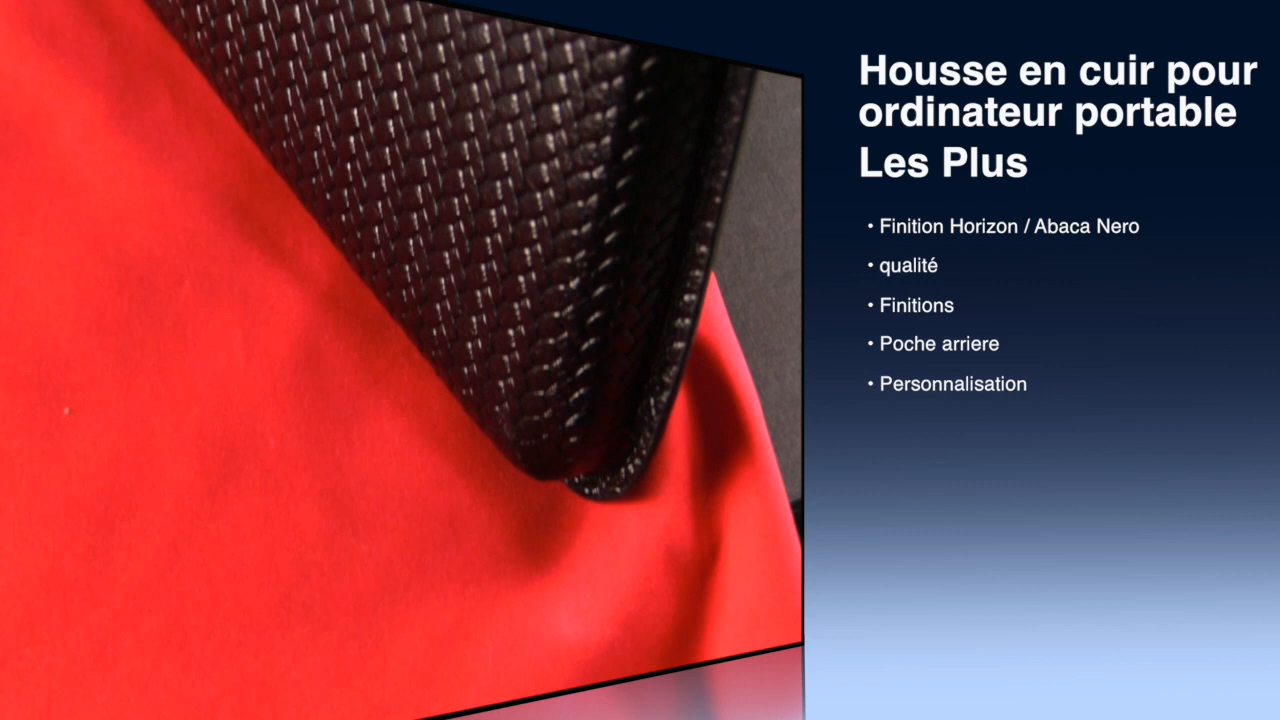 Housse en cuir pour
ordinateur portable
Les Plus
• Finition Horizon / Abaca Nero
• qualité
• Finitions
• Poche arriere
• Personnalisation